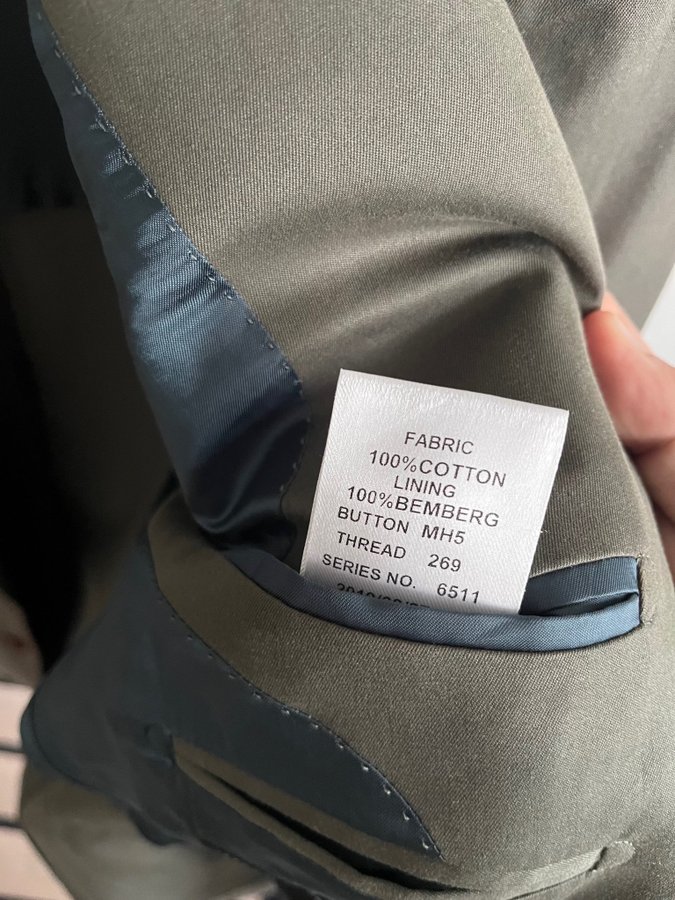 FABRIC
100%COTTON
LINING
100%BEMBERG
BUTTON MH5
THREAD 269
SERIES NO. 6511